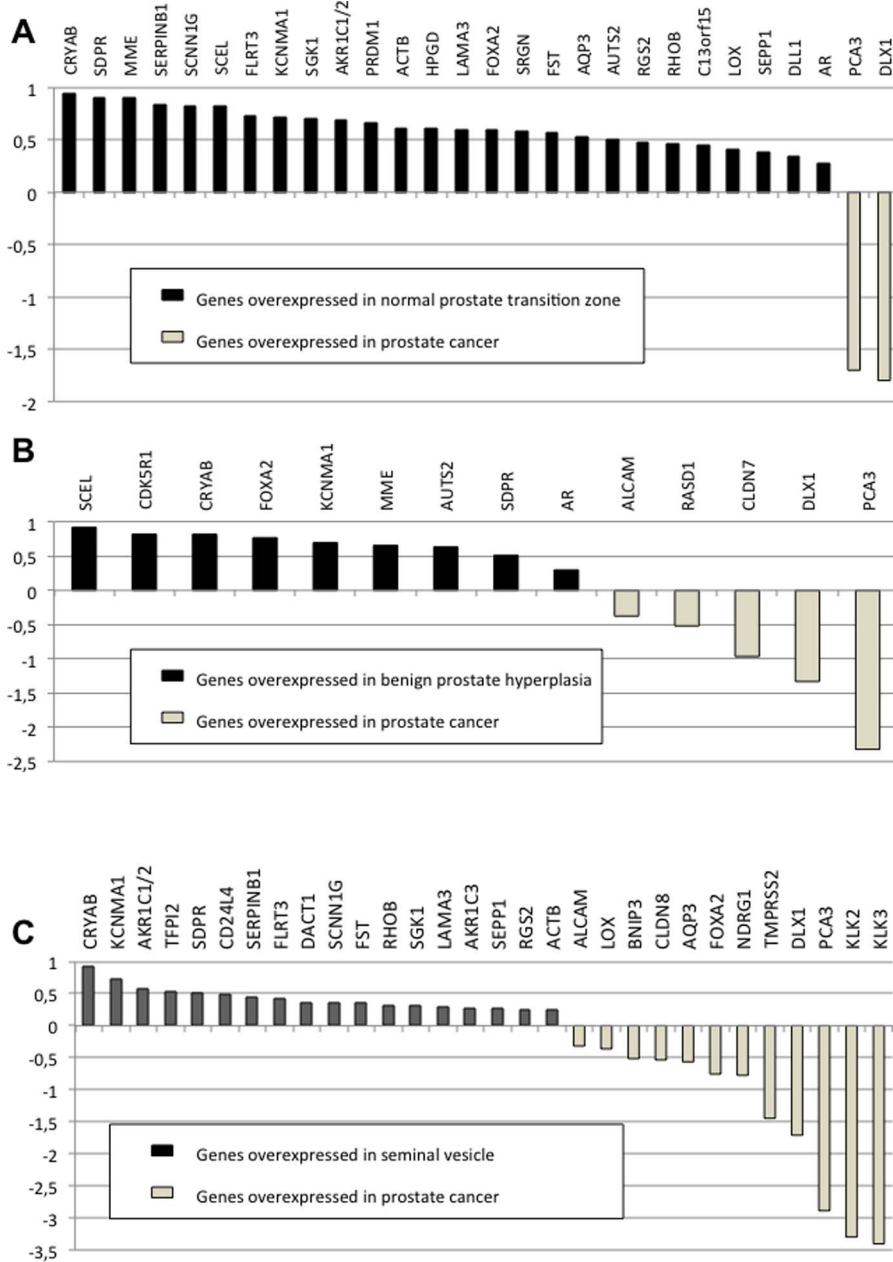 A
CRYAB
SDPR
MME
SERPINB1
SCNN1G
SCEL
FLRT3
KCNMA1
SGK1
AKR1C1/2
PRDM1
ACTB
HPGD
LAMA3
FOXA2
SRGN
FST
AQP3
AUTS2
RGS2
RHOB
C13orf15
LOX
SEPP1
DLL1
AR
PCA3
DLX1
1
0,5
0
-0,5
-1
-1,5
-2
Genes overexpressed in normal prostate transition zone
Genes overexpressed in prostate cancer
B
SCEL
CDK5R1
CRYAB
FOXA2
KCNMA1
MME
AUTS2
SDPR
AR
ALCAM
RASD1
CLDN7
DLX1
PCA3
1
0,5
0
-0,5
-1
-1,5
-2
-2,5
Genes overexpressed in benign prostate hyperplasia
Genes overexpressed in prostate cancer
C
CRYAB
KCNMA1
AKR1C1/2
TFPI2
SDPR
CD24L4
SERPINB1
FLRT3
DACT1
SCNN1G
FST
RHOB
SGK1
LAMA3
AKR1C3
SEPP1
RGS2
ACTB
ALCAM
LOX
BNIP3
CLDN8
AQP3
FOXA2
NDRG1
TMPRSS2
DLX1
PCA3
KLK2
KLK3
1
0,5
0
-0,5
-1
-1,5
-2
-2,5
-3
-3,5
Genes overexpressed in seminal vesicle
Genes overexpressed in prostate cancer